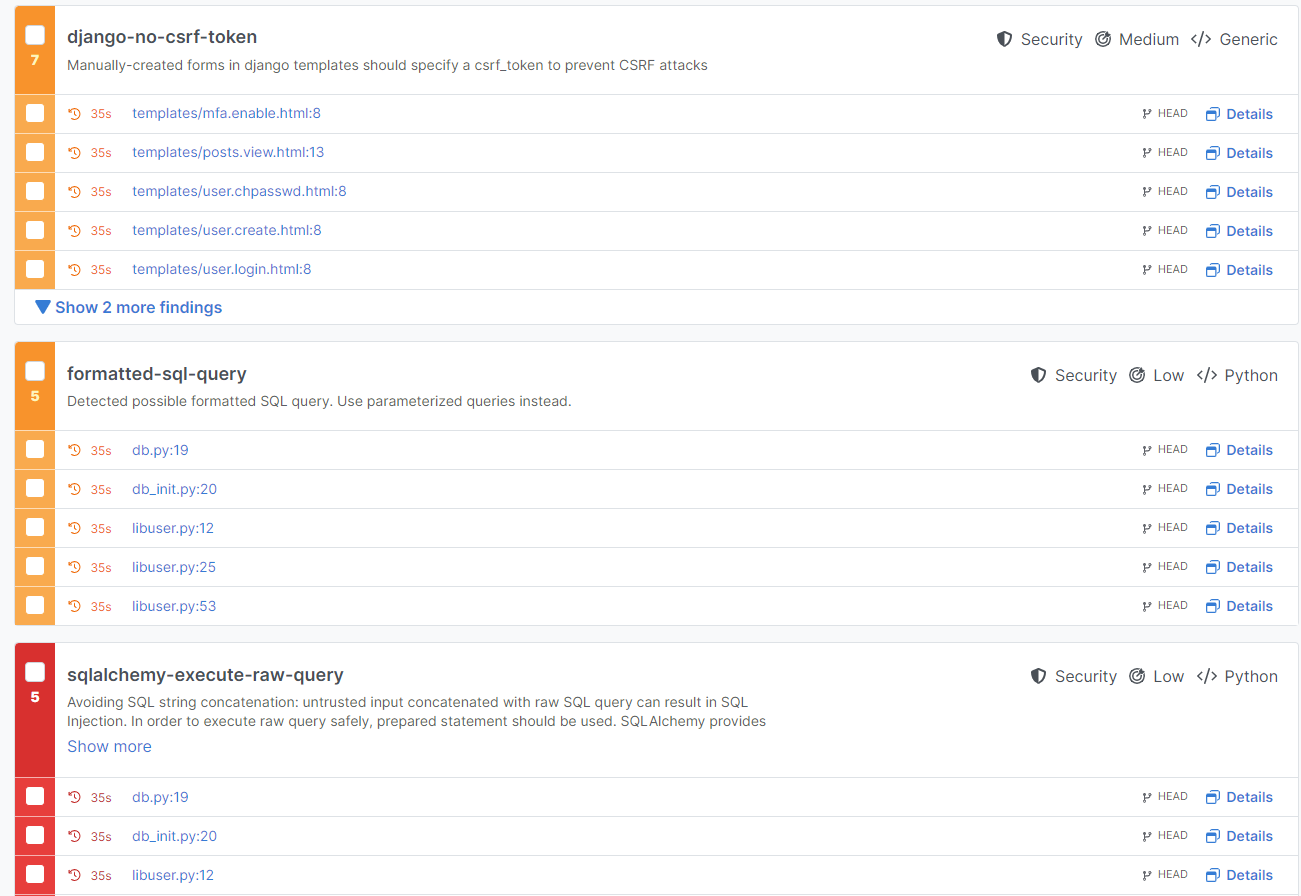 django-no-csrf-token
Security Medium </> Generic
7
Manually-created forms in django templates should specify a csrf_token to prevent CSRF attacks
35s templates/mfa.enable.html:8 HEAD Details
35s templates/posts.view.html:13 HEAD Details
35s templates/user.chpasswd.html:8 HEAD Details
35s templates/user.create.html:8 HEAD Details
35s templates/user.login.html:8 HEAD Details
Show 2 more findings
formatted-sql-query
Security Low </> Python
5
Detected possible formatted SQL query. Use parameterized queries instead.
35s db.py:19 HEAD Details
35s db_init.py:20 HEAD Details
35s libuser.py:12 HEAD Details
35s libuser.py:25 HEAD Details
35s libuser.py:53 HEAD Details
sqlalchemy-execute-raw-query
Security Low </> Python
5
Avoiding SQL string concatenation: untrusted input concatenated with raw SQL query can result in SQL
Injection. In order to execute raw query safely, prepared statement should be used. SQLAlchemy provides
Show more
35s db.py:19 HEAD Details
35s db_init.py:20 HEAD Details
35s libuser.py:12 HEAD Details